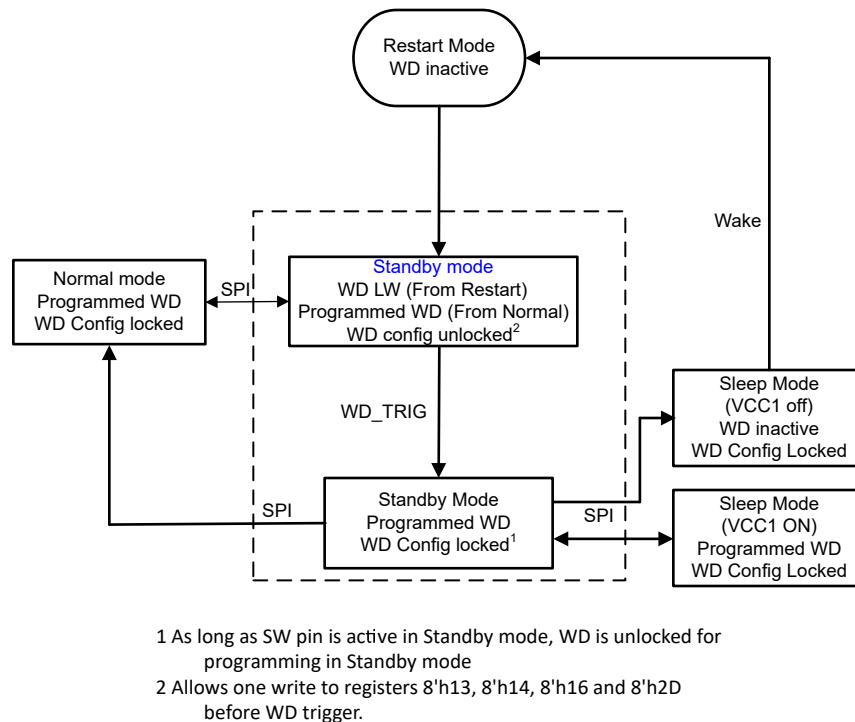 Restart Mode
WD inactive
Wake
Standby mode
WD LW (From Restart)
Programmed WD (From Normal)
WD config unlocked2
Normal mode
Programmed WD
WD Config locked
SPI
WD_TRIG
Sleep Mode
(VCC1 off)
WD inactive
WD Config Locked
Standby Mode
Programmed WD
WD Config locked1
SPI
SPI
Sleep Mode
(VCC1 ON)
Programmed WD
WD Config Locked
1 As long as SW pin is active in Standby mode, WD is unlocked for
programming in Standby mode
2 Allows one write to registers 8'h13, 8'h14, 8'h16 and 8'h2D
before WD trigger.